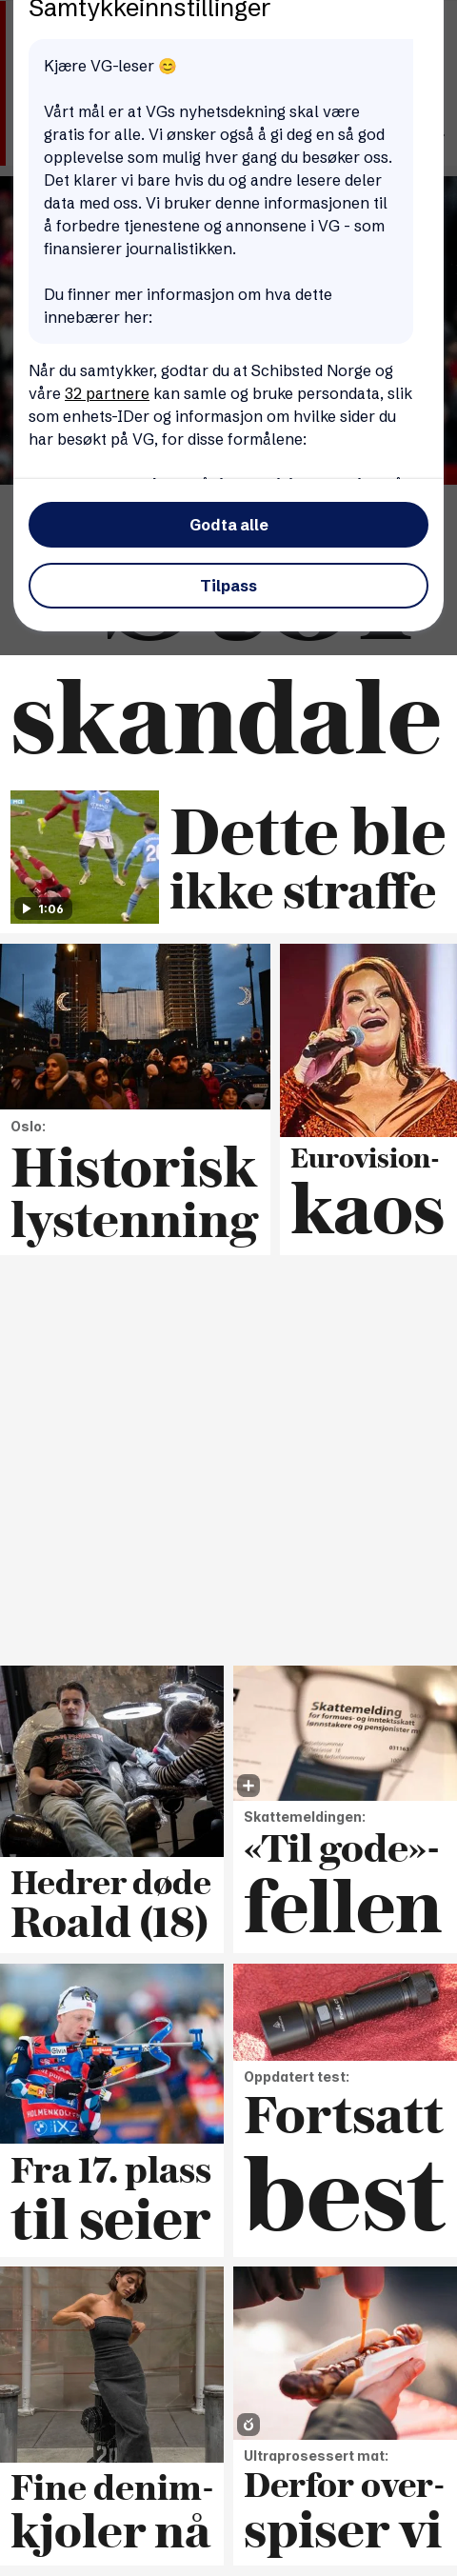 Samtykkeinnstillinger
Kjære VG-leser 😊
Vårt mål er at VGs nyhetsdekning skal være
gratis for alle. Vi ønsker også å gi deg en så god
opplevelse som mulig hver gang du besøker oss.
Det klarer vi bare hvis du og andre lesere deler
data med oss. Vi bruker denne informasjonen til
å forbedre tjenestene og annonsene i VG - som
finansierer journalistikken.
Du finner mer informasjon om hva dette
innebærer her:
Når du samtykker, godtar du at Schibsted Norge og
våre 32 partnere kan samle og bruke persondata, slik
som enhets-IDer og informasjon om hvilke sider du
har besøkt på VG, for disse formålene:
Godta alle
Tilpass
skandale
Dette ble
ikke straffe
1:06
Oslo:
Historisk
lystenning
Eurovision-
kaos
Hedrer døde
Roald (18)
Skattemelding
for formues- og inntektsskatt
lønnstakere og pensjonister m
Skattemeldingen:
«Til gode»-
fellen
Fra 17. plass
til seier
Oppdatert test:
Fortsatt
best
Fine denim-
kjoler nå
Ultraprosessert mat:
Derfor over-
spiser vi